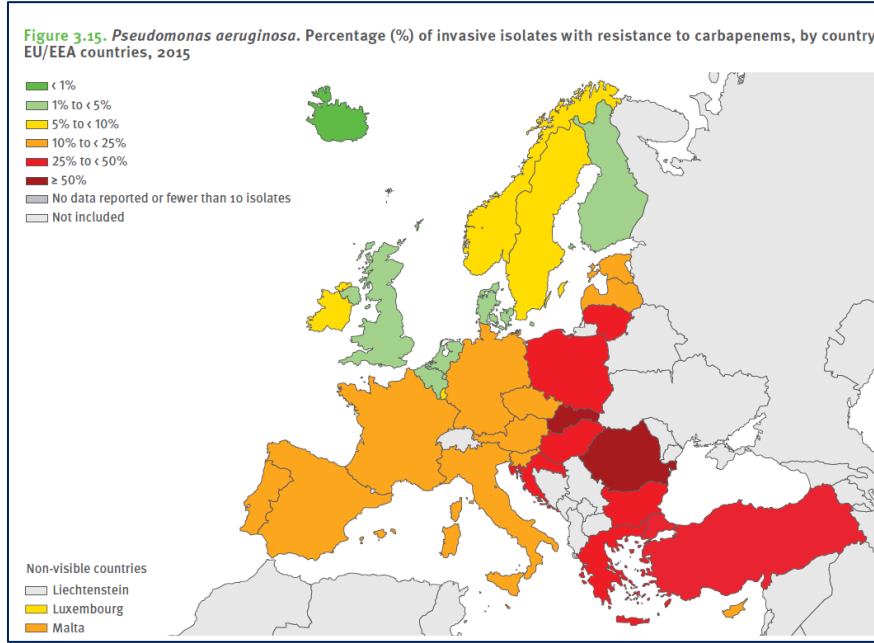 Figure 3.15. Pseudomonas aeruginosa. Percentage (%) of invasive isolates with resistance to carbapenems, by country
EU/EEA countries, 2015
< 1%
1% to < 5%
5% to < 10%
10% to < 25%
25% to < 50%
≥ 50%
No data reported or fewer than 10 isolates
Not included
Non-visible countries
Liechtenstein
Luxembourg
Malta